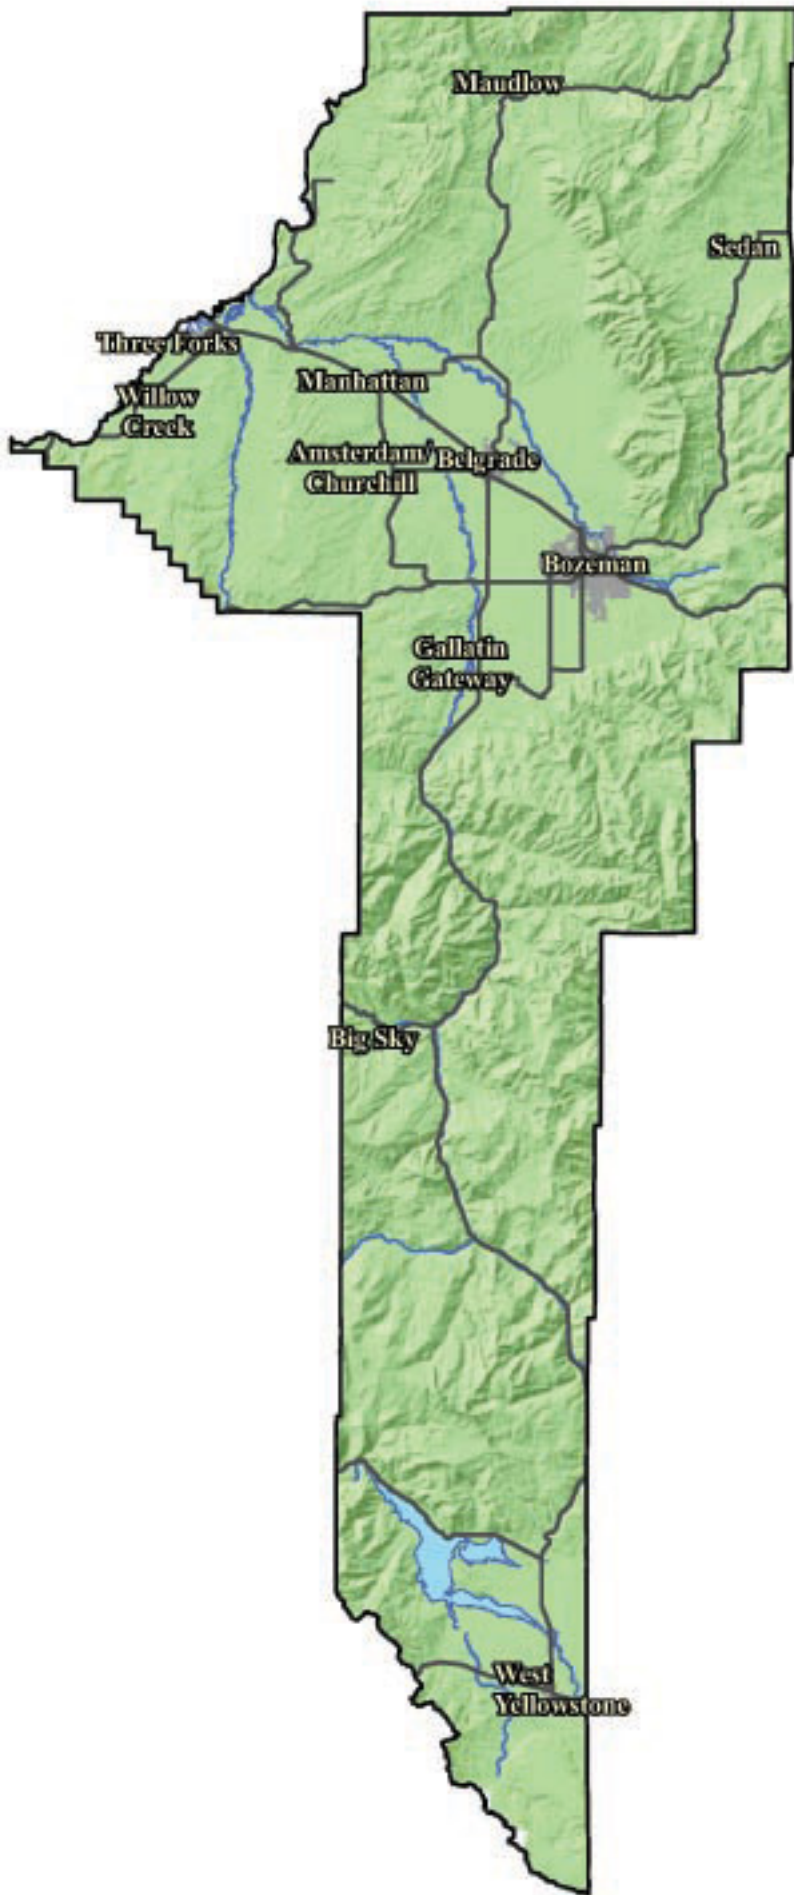 Maudlow
Sedan
Three Forks
Manhattan
Willow
Creek
Amsterdam/
Churchill
Belgrade
Bozeman
Gallatin
Gateway
Big Sky
West
Yellowstone